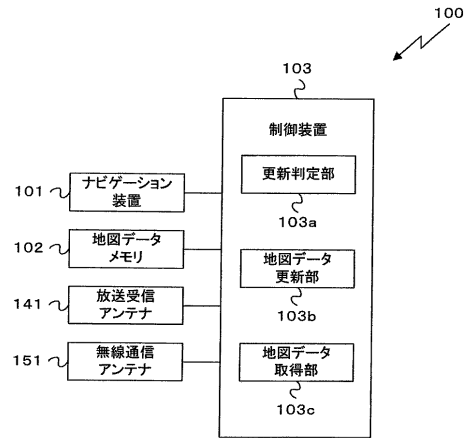 100
103
制御装置
更新判定部
103a
101
ナビゲーション
装置
102
地図データ
メモリ
地図データ
更新部
103b
141
放送受信
アンテナ
151
無線通信
アンテナ
地図データ
取得部
103c